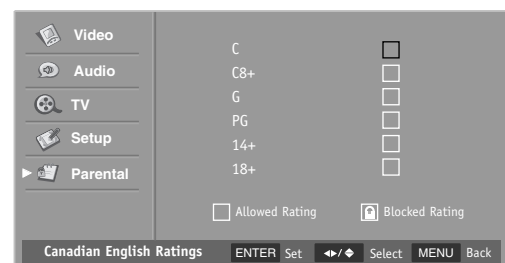 Video
Audio
TV
Setup
Parental
C
C8+
G
PG
14+
18+
Allowed Rating Blocked Rating
Canadian English Ratings ENTER Set Select MENU Back